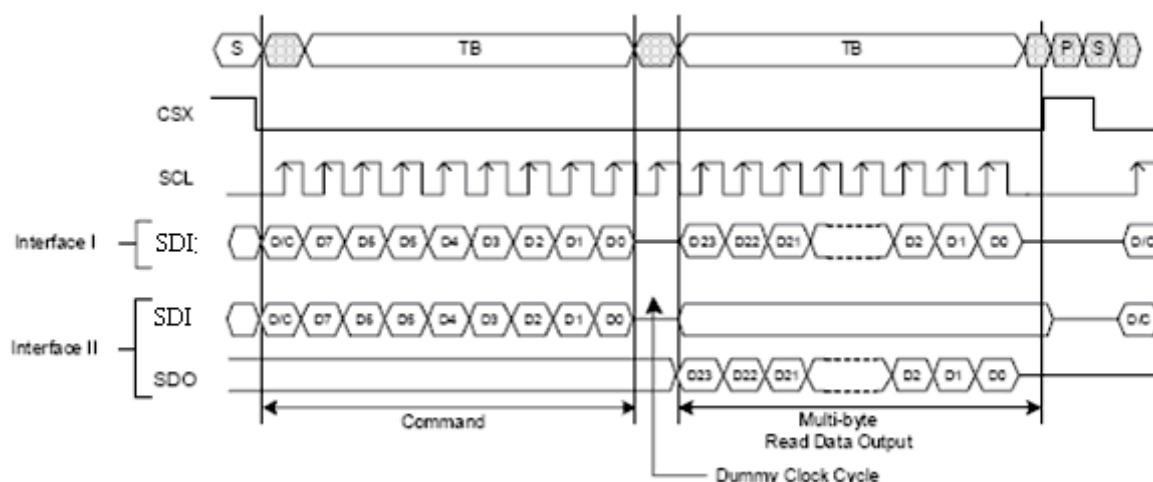 S TB TB P S
CSX
SCL
Interface I SDI: D/C D7 D6 D5 D4 D3 D2 D1 D0 D23 D22 D21 D2 D1 D0 D/C
SDI D/C D7 D6 D5 D4 D3 D2 D1 D0 D/C
Interface II
SDO D23 D22 D21 D2 D1 D0
Command
Multi-byte
Read Data Output
Dummy Clock Cycle